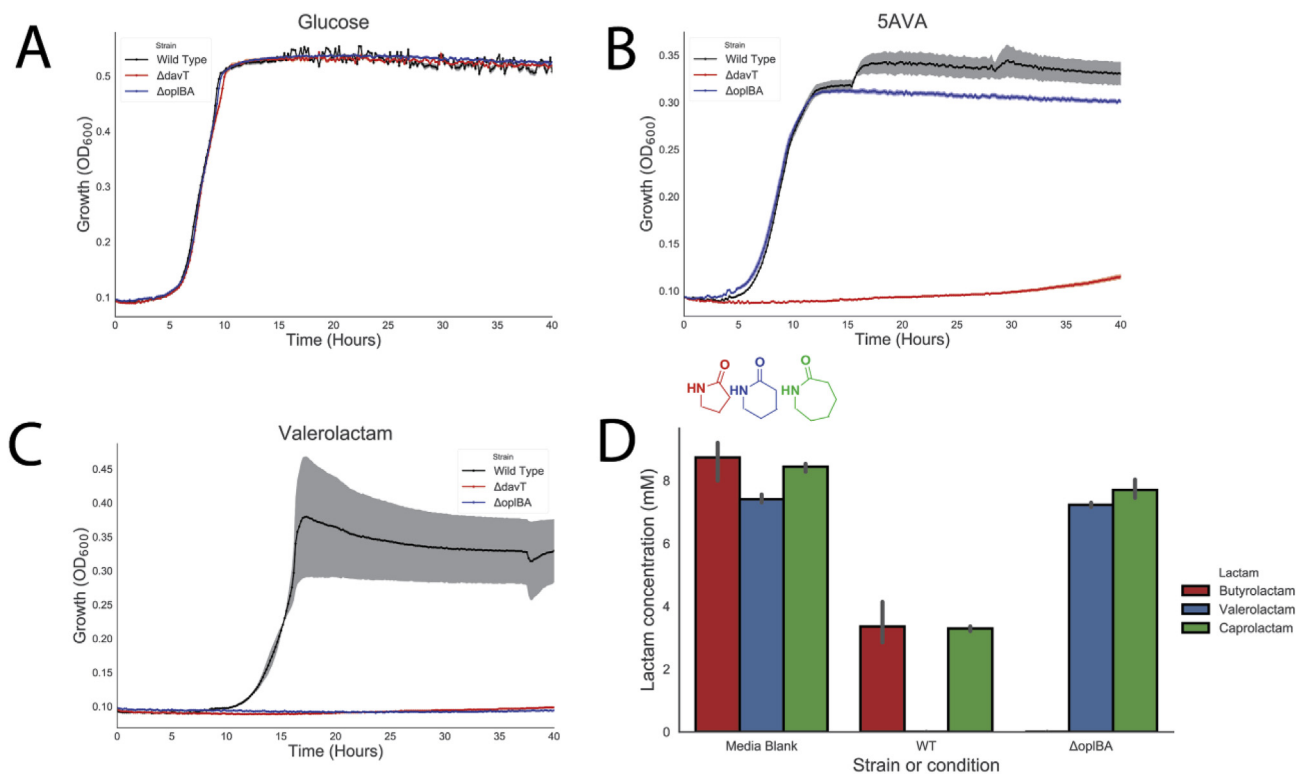 A
Glucose
Strain
Wild Type
ΔdavT
ΔoplBA
Growth (OD600)
0.5
0.4
0.3
0.2
0.1
0 5 10 15 20 25 30 35 40
Time (Hours)
B
5AVA
Strain
Wild Type
ΔdavT
ΔoplBA
Growth (OD600)
0.35
0.30
0.25
0.20
0.15
0.10
0 5 10 15 20 25 30 35 40
Time (Hours)
C
Valerolactam
Strain
Wild Type
ΔdavT
ΔoplBA
Growth (OD600)
0.45
0.40
0.35
0.30
0.25
0.20
0.15
0.10
0 5 10 15 20 25 30 35 40
Time (Hours)
O O O
HN HN HN
D
Lactam concentration (mM)
8
6
4
2
0
Media Blank WT ΔoplBA
Strain or condition
Lactam
Butyrolactam
Valerolactam
Caprolactam